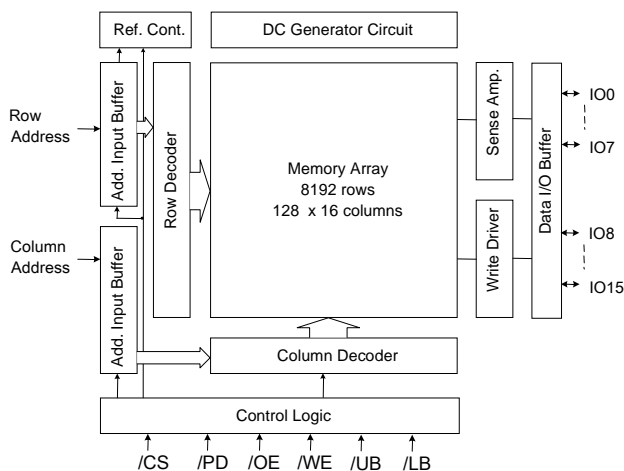 Ref. Cont.
DC Generator Circuit
Row
Address
Add. Input Buffer
Row Decoder
Memory Array
8192 rows
128 x 16 columns
Sense Amp.
Data I/O Buffer
IO0
IO7
Column
Address
Add. Input Buffer
Write Driver
IO8
IO15
Column Decoder
Control Logic
/CS
/PD
/OE
/WE
/UB
/LB